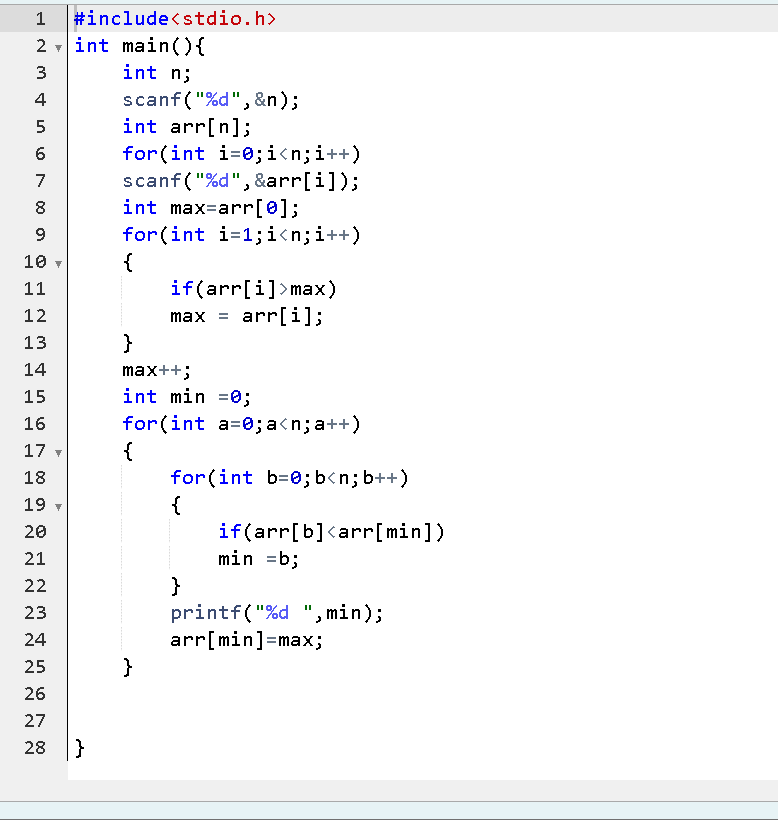 1 #include<stdio.h>
2 int main(){
3     int n;
4     scanf("%d",&n);
5     int arr[n];
6     for(int i=0;i<n;i++)
7     scanf("%d",&arr[i]);
8     int max=arr[0];
9     for(int i=1;i<n;i++)
10     {
11         if(arr[i]>max)
12         max = arr[i];
13     }
14     max++;
15     int min =0;
16     for(int a=0;a<n;a++)
17     {
18         for(int b=0;b<n;b++)
19         {
20             if(arr[b]<arr[min])
21             min =b;
22         }
23         printf("%d ",min);
24         arr[min]=max;
25     }
26
27
28 }